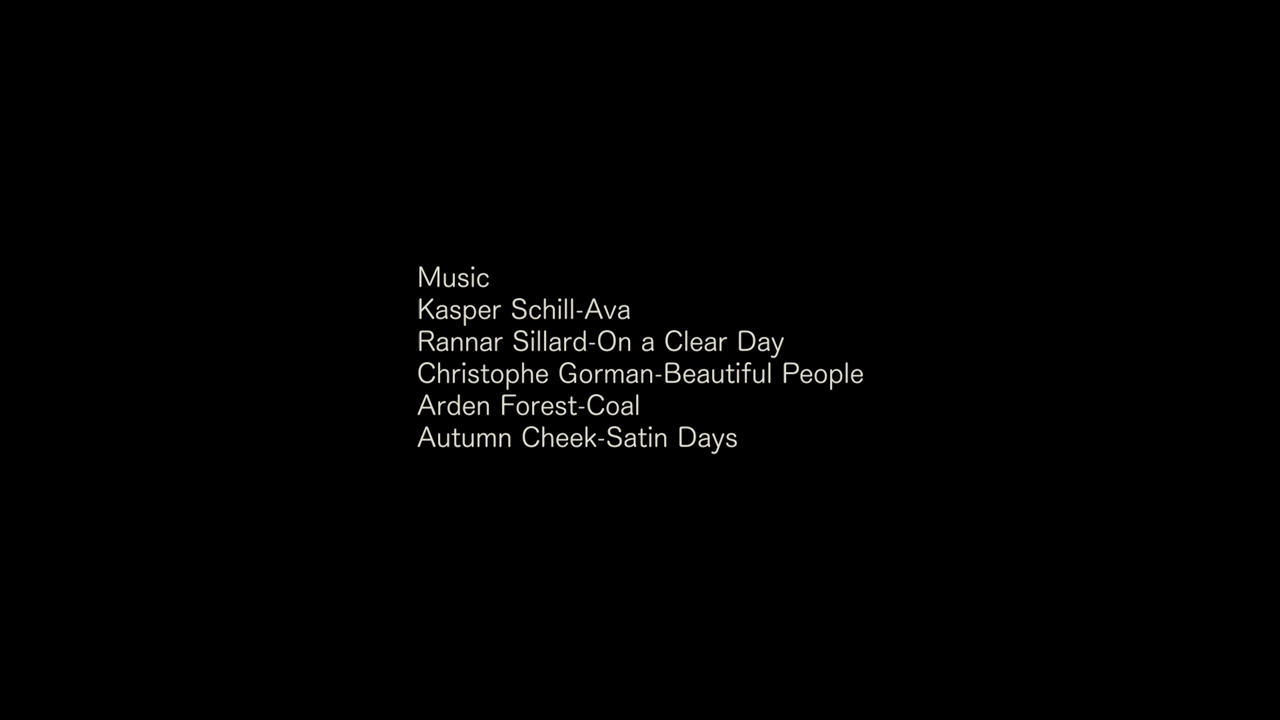 Music
Kasper Schill-Ava
Rannar Sillard-On a Clear Day
Christophe Gorman-Beautiful People
Arden Forest-Coal
Autumn Cheek-Satin Days